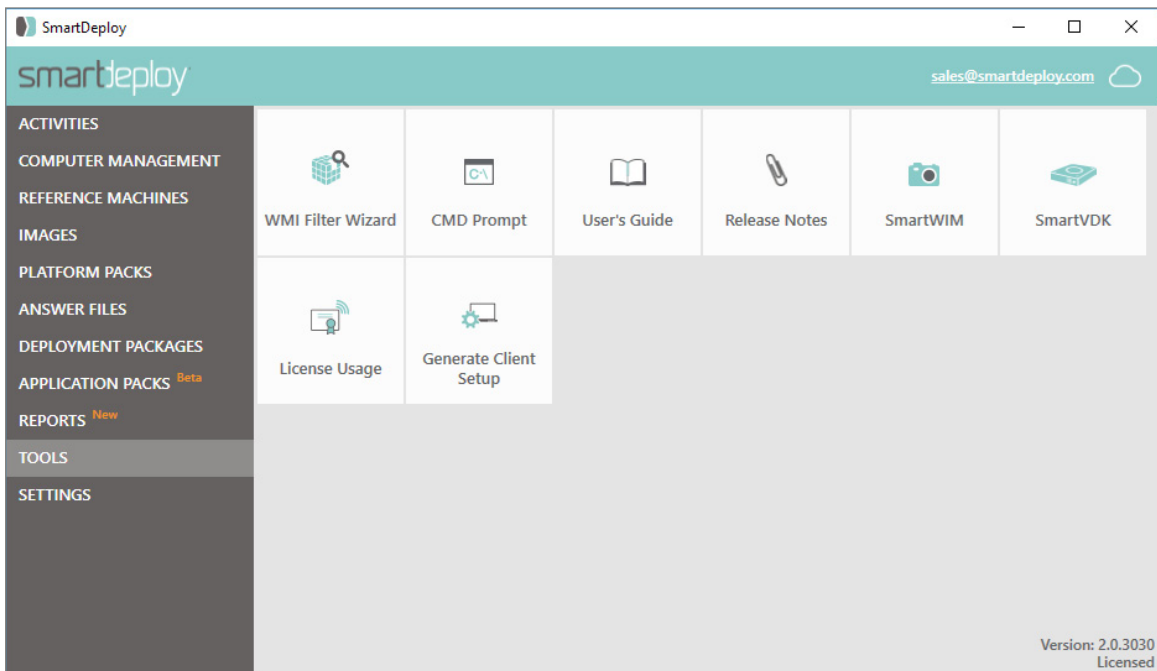 SmartDeploy
smartdeploy
sales@smartdeploy.com
ACTIVITIES
COMPUTER MANAGEMENT
REFERENCE MACHINES
IMAGES
PLATFORM PACKS
ANSWER FILES
DEPLOYMENT PACKAGES
APPLICATION PACKS Beta
REPORTS New
TOOLS
SETTINGS
C:\
WMI Filter Wizard
CMD Prompt
User's Guide
Release Notes
SmartWIM
SmartVDK
License Usage
Generate Client
Setup
Version: 2.0.3030
Licensed